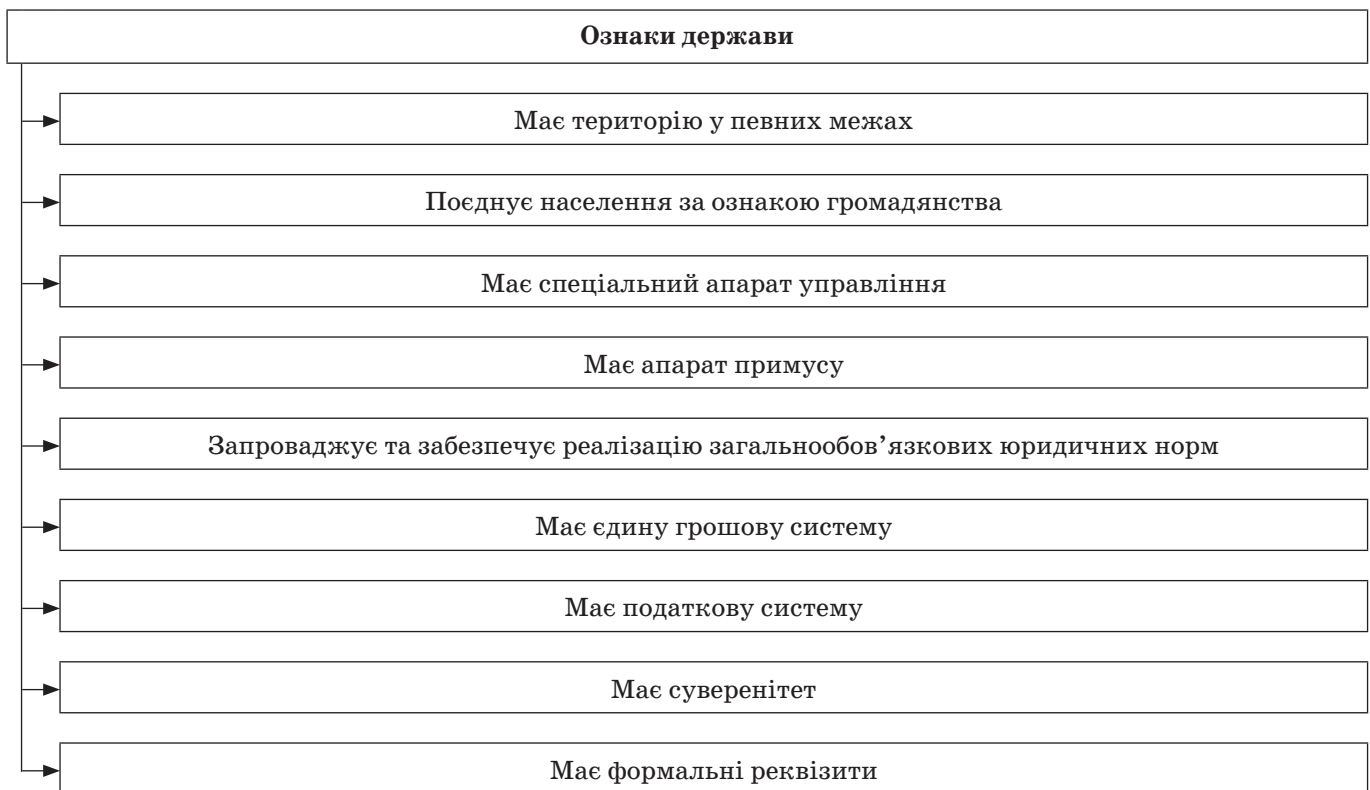 Ознаки держави
Має територію у певних межах
Поєднує населення за ознакою громадянства
Має спеціальний апарат управління
Має апарат примусу
Запроваджує та забезпечує реалізацію загальнообов’язкових юридичних норм
Має єдину грошову систему
Має податкову систему
Має суверенітет
Має формальні реквізити